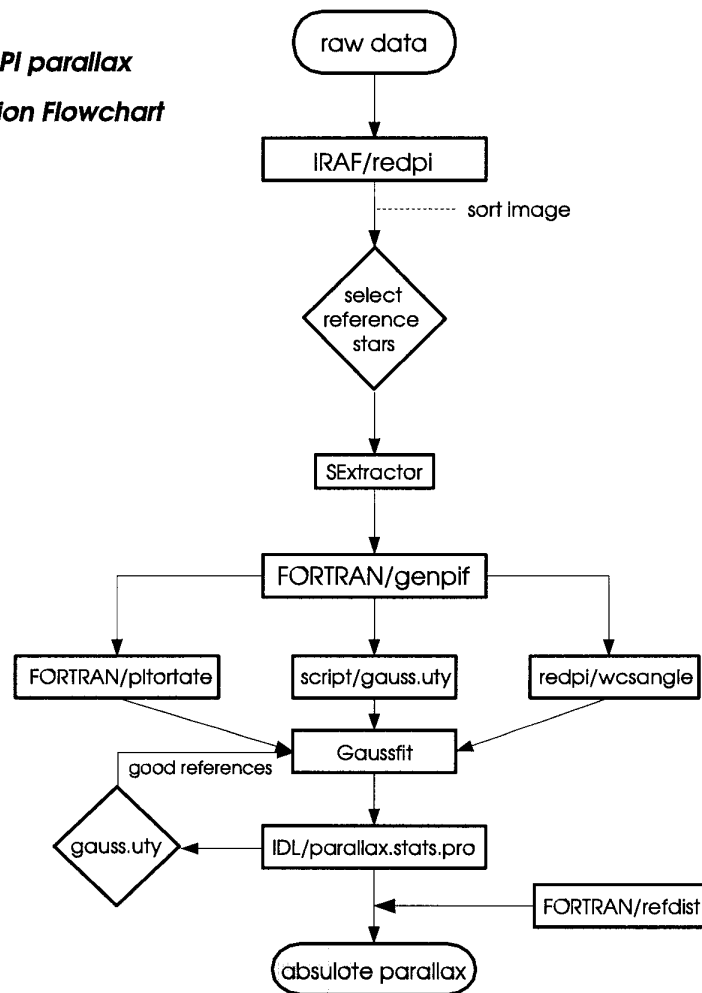 PI parallax
ion Flowchart
raw data
IRAF/redpi
sort image
select
reference
stars
SExtractor
FORTRAN/genpif
FORTRAN/pltortate
script/gauss.uty
redpi/wcsangle
Gaussfit
good references
gauss.uty
IDL/parallax.stats.pro
FORTRAN/refdist
absulote parallax